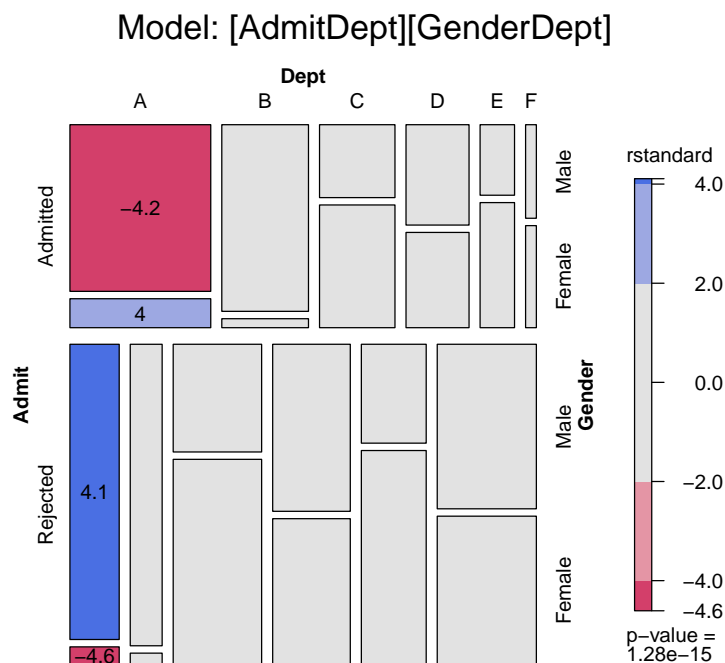 Model: [AdmitDept][GenderDept]
Dept
A B C D E F
Admit
Admitted
Rejected
−4.2
4
4.1
−4.6
Male
Female
Male
Female
Gender
rstandard
4.0
2.0
0.0
−2.0
−4.0
−4.6
p−value =
1.28e−15